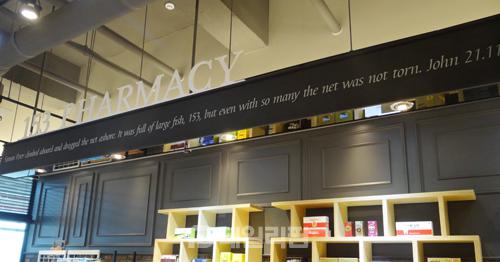 153 PHARMACY
Simon Peter climbed aboard and dragged the net ashore. It was full of large fish, 153, but even with so many the net was not torn. John 21.11